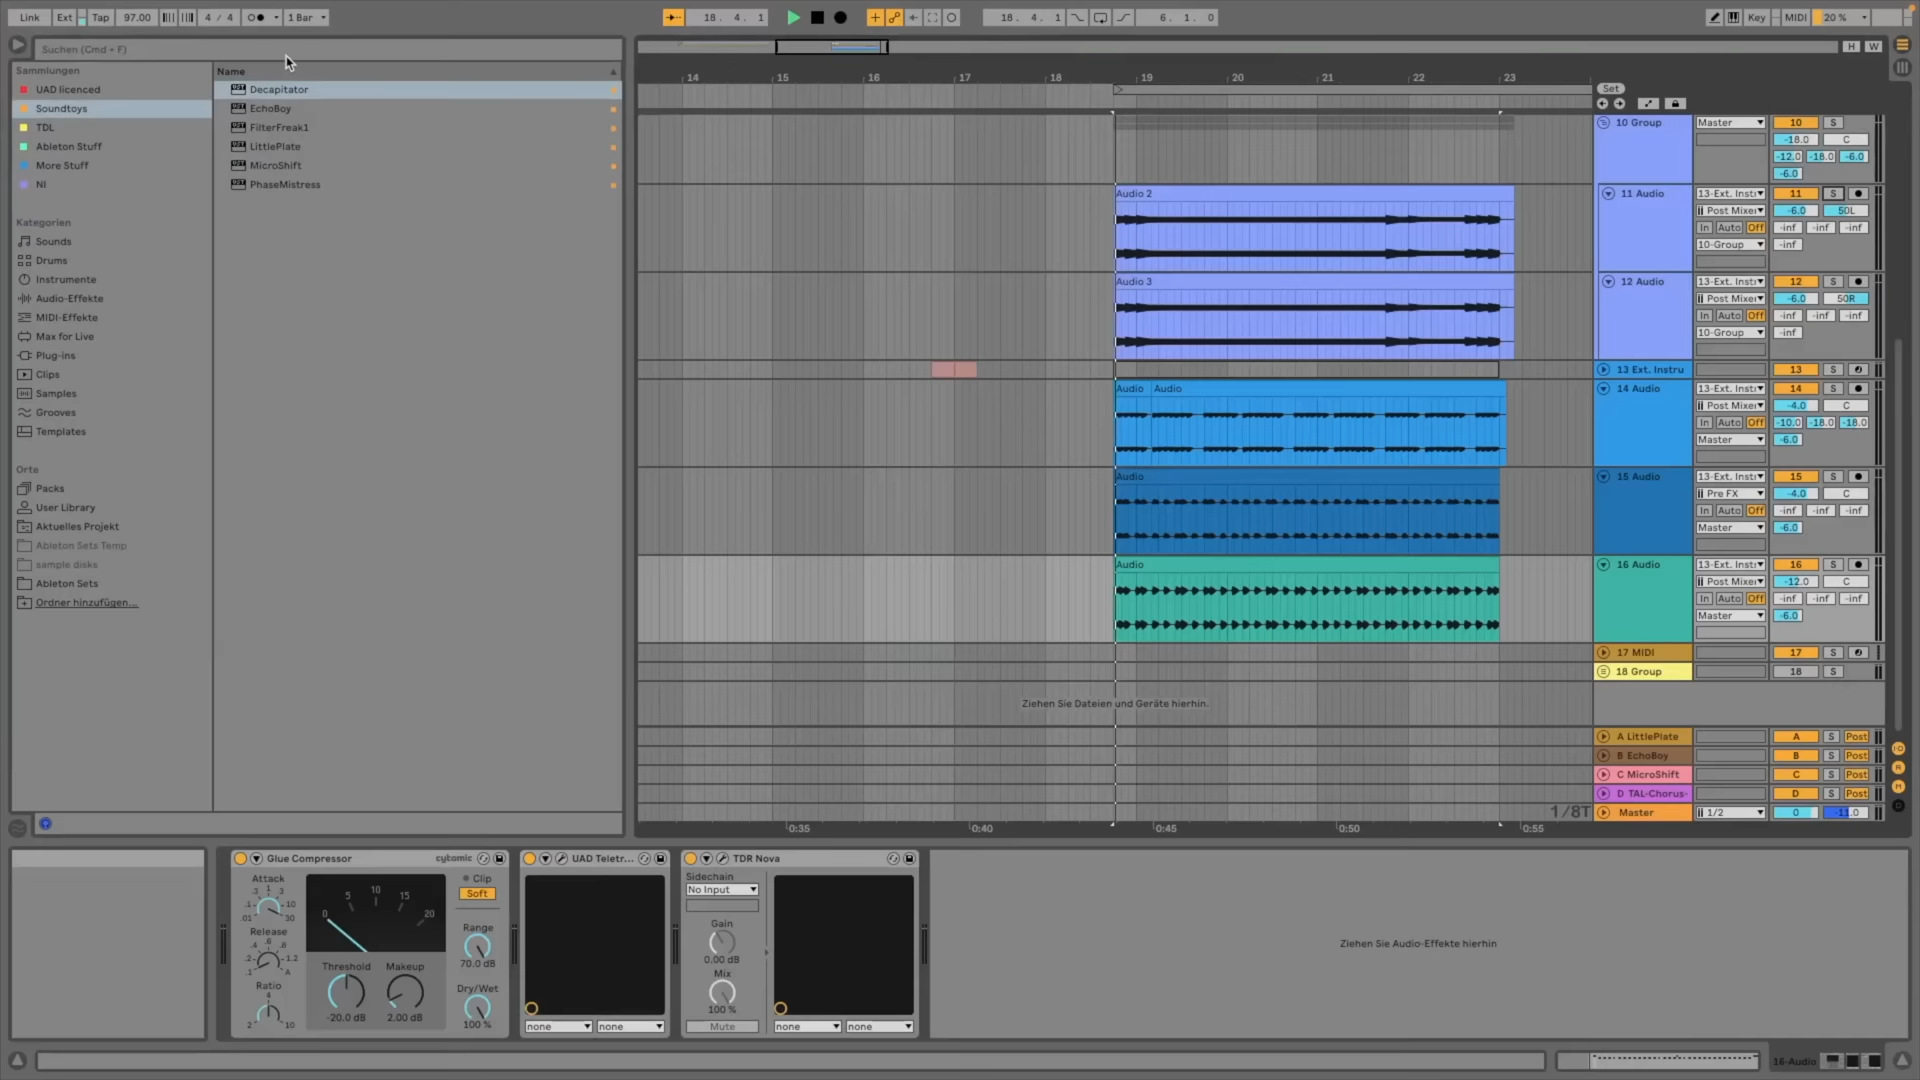 Link Ext Tap 97.00 4 / 4 1 Bar 18. 4. 1 18. 4. 1 6. 1. 0 Key MIDI 20 %
Suchen (Cmd + F) H W
Sammlungen Name
UAD licenced
Soundtoys
TDL
Ableton Stuff
More Stuff
NI
Decapitator
EchoBoy
FilterFreak1
LittlePlate
MicroShift
PhaseMistress
Kategorien
Sounds
Drums
Instrumente
Audio-Effekte
MIDI-Effekte
Max for Live
Plug-ins
Clips
Samples
Grooves
Templates
Orte
Packs
User Library
Aktuelles Projekt
Ableton Sets Temp
sample disks
Ableton Sets
Ordner hinzufügen...
14 15 16 17 18 19 20 21 22 23
Set
10 Group Master 10 S
-18.0 C
-12.0 -18.0 -6.0
-6.0
Audio 2 11 Audio 13-Ext. Instr 11 S
Post Mixer -6.0 50L
In Auto Off -inf -inf -inf
10-Group -inf
Audio 3 12 Audio 13-Ext. Instr 12 S
Post Mixer -6.0 50R
In Auto Off -inf -inf -inf
10-Group -inf
13 Ext. Instru 13 S
Audio Audio 14 Audio 13-Ext. Instr 14 S
Post Mixer -4.0 C
In Auto Off -10.0 -18.0 -18.0
Master -6.0
Audio 15 Audio 13-Ext. Instr 15 S
Pre FX -4.0 C
In Auto Off -inf -inf -inf
Master -6.0
Audio 16 Audio 13-Ext. Instr 16 S
Post Mixer -12.0 C
In Auto Off -inf -inf -inf
Master -6.0
17 MIDI 17 S
18 Group 18 S
Ziehen Sie Dateien und Geräte hierhin.
A LittlePlate A S Post
B EchoBoy B S Post
C MicroShift C S Post
D TAL-Chorus- D S Post
1/8T Master 1/2 0 -11.0
0:35 0:40 0:45 0:50 0:55
Glue Compressor cytomic
Attack
.3 1 3
.1 10
.01 30
Release
.4 .6 .8
.2 1.2
.1 A
Ratio
4
2 10
0 5 10 15 20
Threshold Makeup
-20.0 dB 2.00 dB
Clip
Soft
Range
70.0 dB
Dry/Wet
100 %
UAD Teletr...
none none
TDR Nova
Sidechain
No Input
Gain
0.00 dB
Mix
100 %
Mute none none
Ziehen Sie Audio-Effekte hierhin
16-Audio